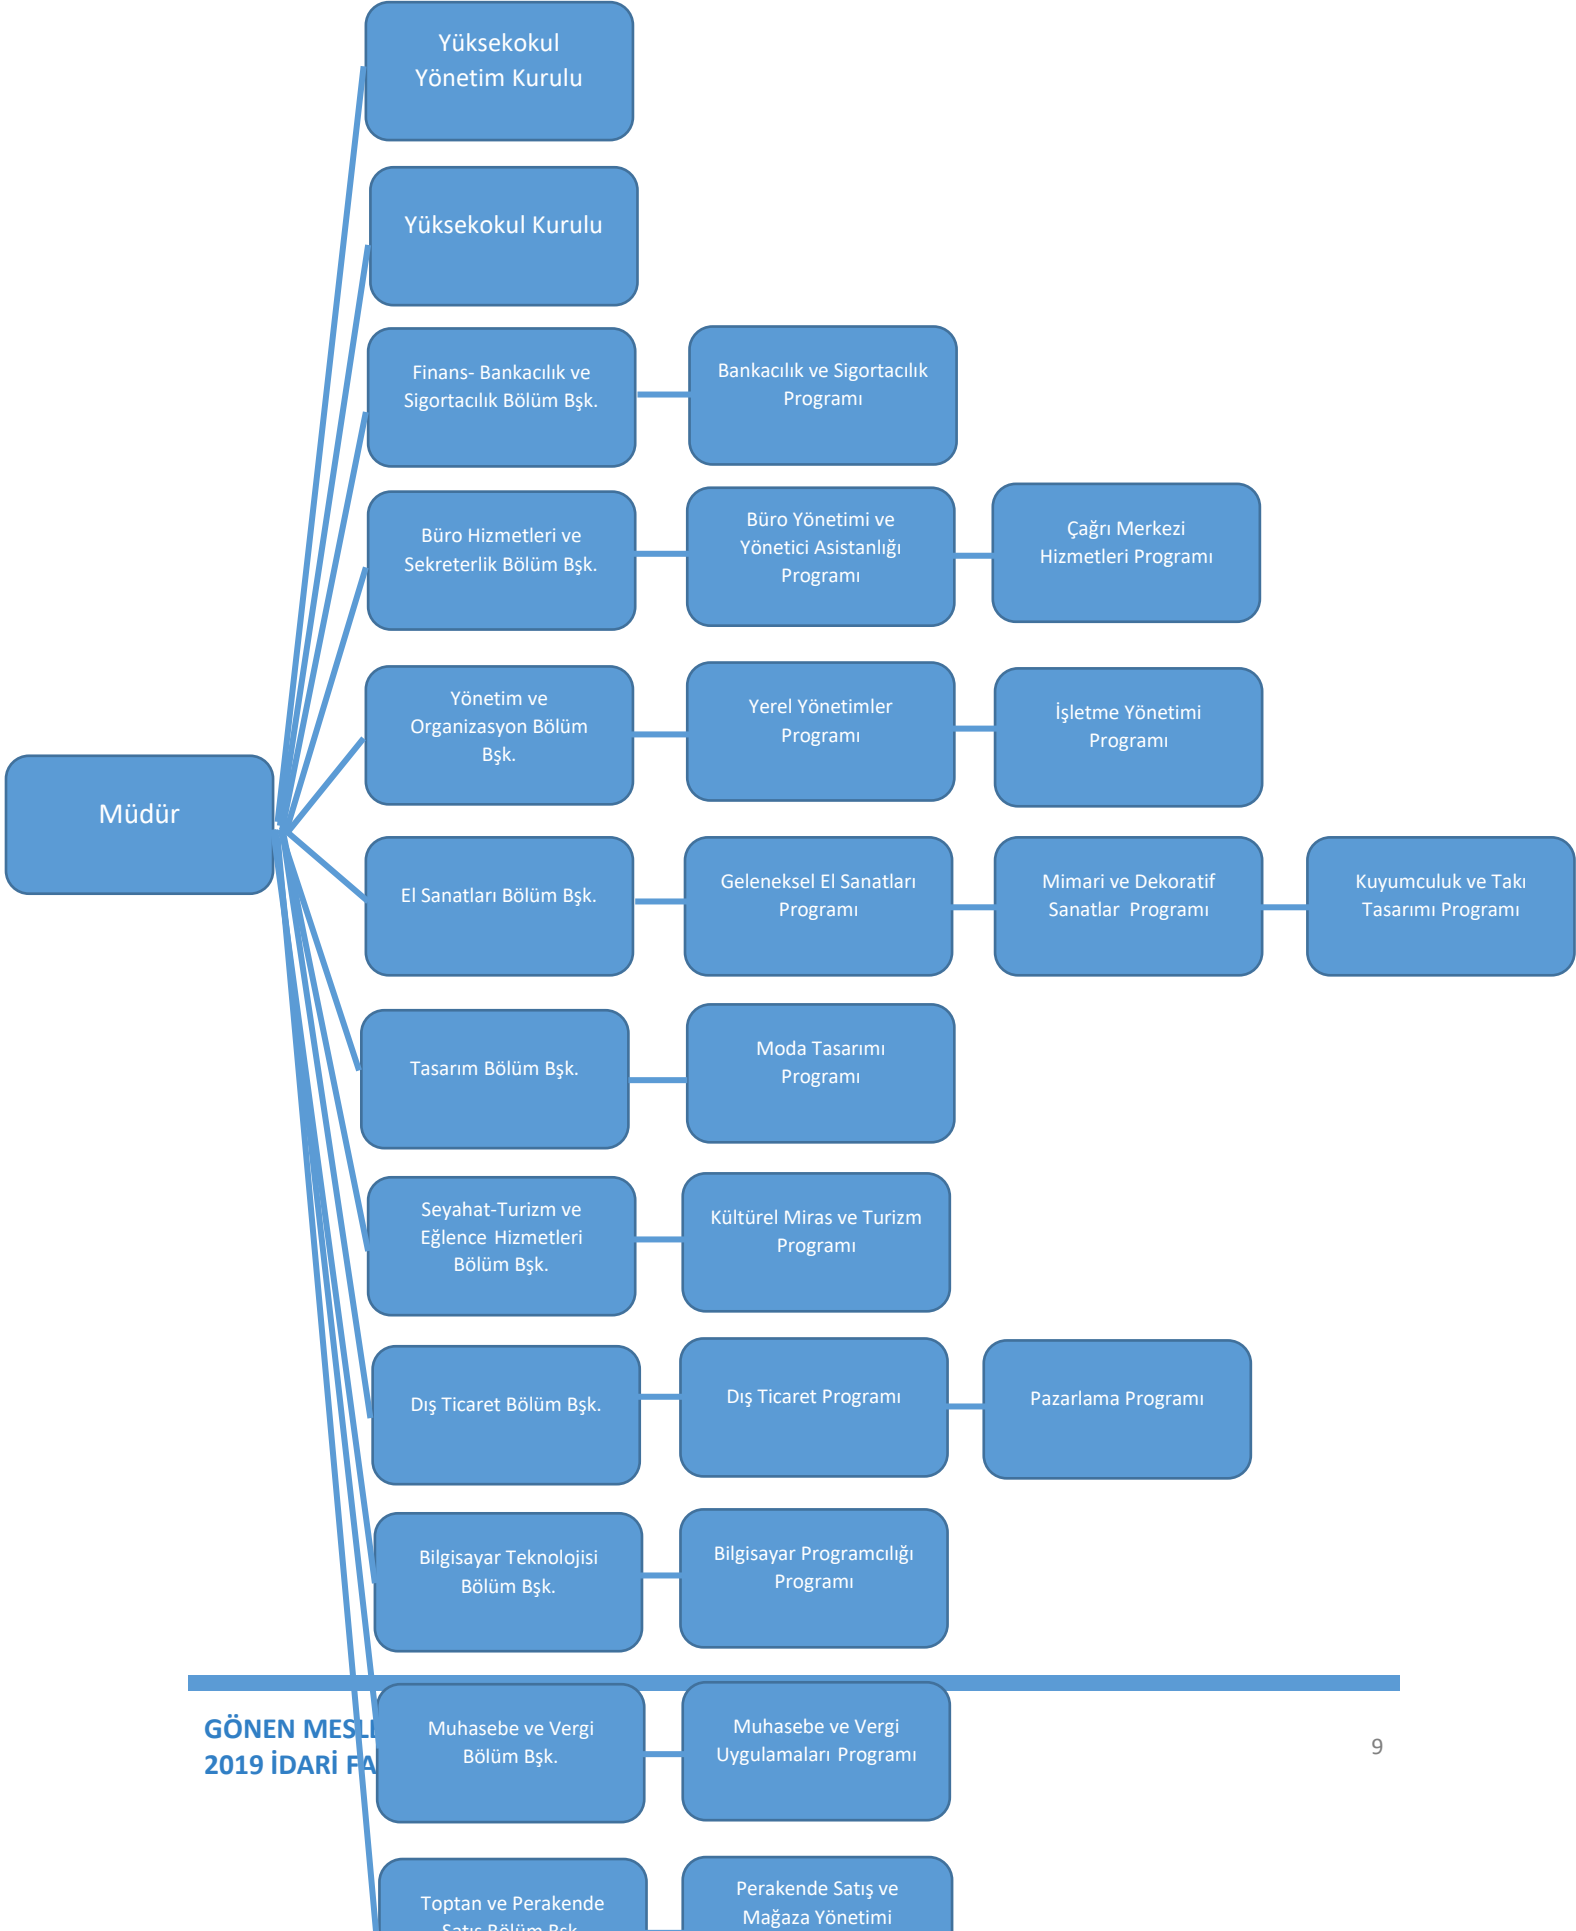 Yüksekokul
Yönetim Kurulu
Yüksekokul Kurulu
Finans- Bankacılık ve
Sigortacılık Bölüm Bşk.
Bankacılık ve Sigortacılık
Programı
Büro Hizmetleri ve
Sekreterlik Bölüm Bşk.
Büro Yönetimi ve
Yönetici Asistanlığı
Programı
Çağrı Merkezi
Hizmetleri Programı
Yönetim ve
Organizasyon Bölüm
Bşk.
Yerel Yönetimler
Programı
İşletme Yönetimi
Programı
Müdür
El Sanatları Bölüm Bşk.
Geleneksel El Sanatları
Programı
Mimari ve Dekoratif
Sanatlar Programı
Kuyumculuk ve Takı
Tasarımı Programı
Tasarım Bölüm Bşk.
Moda Tasarımı
Programı
Seyahat-Turizm ve
Eğlence Hizmetleri
Bölüm Bşk.
Kültürel Miras ve Turizm
Programı
Dış Ticaret Bölüm Bşk.
Dış Ticaret Programı
Pazarlama Programı
Bilgisayar Teknolojisi
Bölüm Bşk.
Bilgisayar Programcılığı
Programı
GÖNEN
2019 İDARİ
Muhasebe ve Vergi
Bölüm Bşk.
Muhasebe ve Vergi
Uygulamaları Programı
9
Toptan ve Perakende
Satış Bölüm Bşk.
Perakende Satış ve
Mağaza Yönetimi